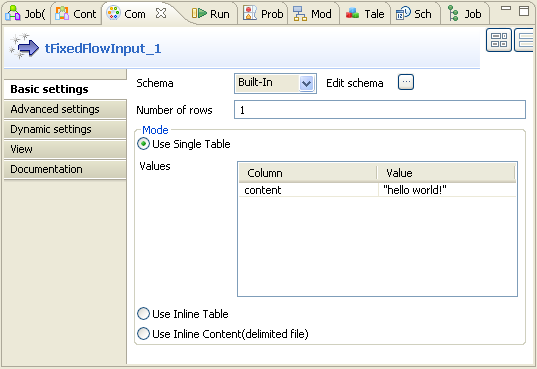 Job( Cont Com Run Prob Mod Tale Sch Job
tFixedFlowInput_1
Basic settings
Advanced settings
Dynamic settings
View
Documentation
Schema Built-In Edit schema ...
Number of rows 1
Mode
Use Single Table
Values
Column Value
content "hello world!"
Use Inline Table
Use Inline Content(delimited file)